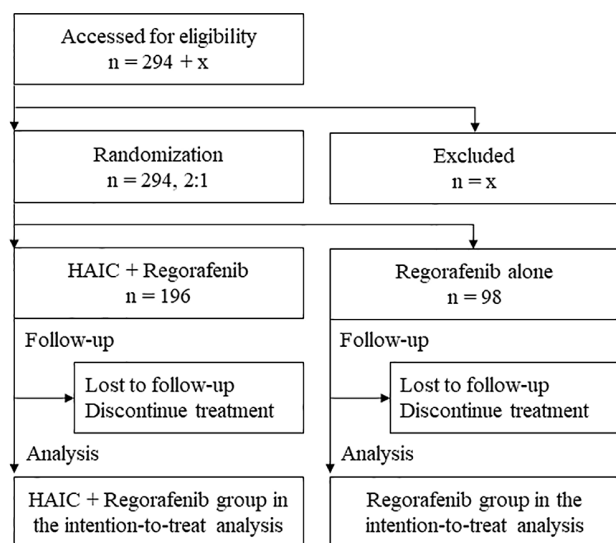 Accessed for eligibility
n = 294 + x
Randomization
n = 294, 2:1
Excluded
n = x
HAIC + Regorafenib
n = 196
Regorafenib alone
n = 98
Follow-up
Follow-up
Lost to follow-up
Discontinue treatment
Lost to follow-up
Discontinue treatment
Analysis
Analysis
HAIC + Regorafenib group in
the intention-to-treat analysis
Regorafenib group in the
intention-to-treat analysis